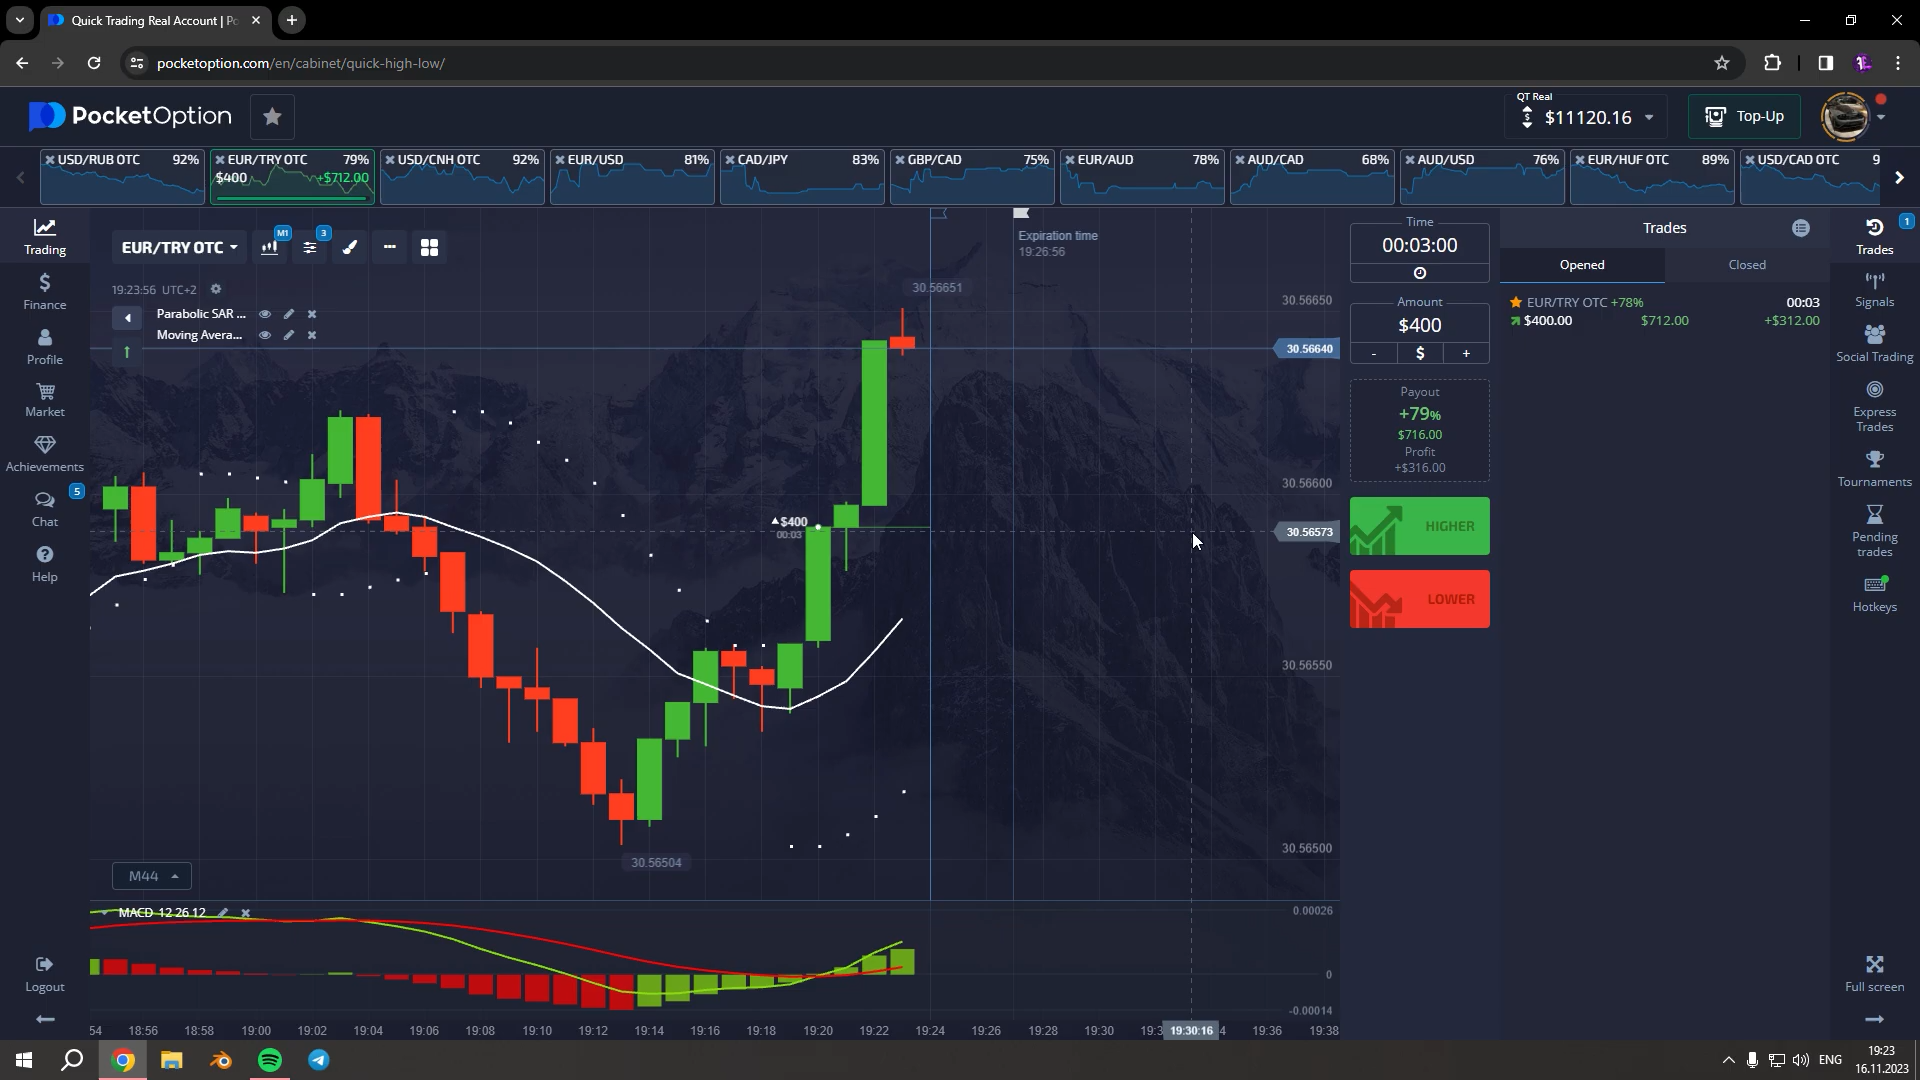 Quick Trading Real Account | Po
pocketoption.com/en/cabinet/quick-high-low/
PocketOption
QT Real
$11120.16
Top-Up
USD/RUB OTC 92%
EUR/TRY OTC 79%
$400 +$712.00
USD/CNH OTC 92%
EUR/USD 81%
CAD/JPY 83%
GBP/CAD 75%
EUR/AUD 78%
AUD/CAD 68%
AUD/USD 76%
EUR/HUF OTC 89%
USD/CAD OTC 9
Trading
Finance
Profile
Market
Achievements
5
Chat
Help
Logout
EUR/TRY OTC
M1
3
19:23:56 UTC+2
Parabolic SAR ...
Moving Avera...
Expiration time
19:26:56
30.56651
30.56650
30.56640
30.56600
30.56573
30.56550
30.56500
$400
00:03
30.56504
M44
MACD 12 26 12
0.00026
0
-0.00014
54 18:56 18:58 19:00 19:02 19:04 19:06 19:08 19:10 19:12 19:14 19:16 19:18 19:20 19:22 19:24 19:26 19:28 19:30 19:3 19:30:16 4 19:36 19:38
Time
00:03:00
Amount
$400
- $ +
Payout
+79%
$716.00
Profit
+$316.00
HIGHER
LOWER
Trades
Opened Closed
EUR/TRY OTC +78% 00:03
$400.00 $712.00 +$312.00
1
Trades
Signals
Social Trading
Express
Trades
Tournaments
Pending
trades
Hotkeys
Full screen
ENG
19:23
16.11.2023